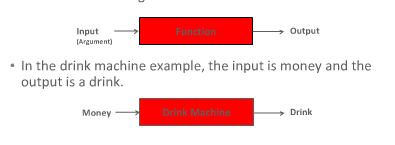 Input
(Argument)
Function
Output
• In the drink machine example, the input is money and the
output is a drink.
Money
Drink Machine
Drink